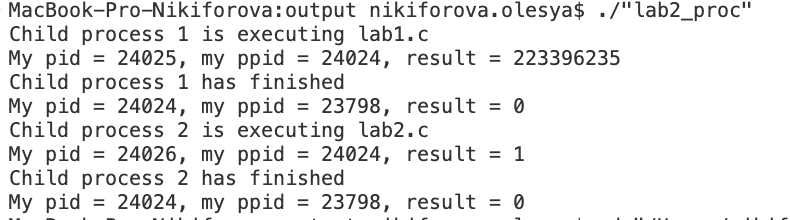 MacBook-Pro-Nikiforova:output nikiforova.olesya$ ./"lab2_proc"
Child process 1 is executing lab1.c
My pid = 24025, my ppid = 24024, result = 223396235
Child process 1 has finished
My pid = 24024, my ppid = 23798, result = 0
Child process 2 is executing lab2.c
My pid = 24026, my ppid = 24024, result = 1
Child process 2 has finished
My pid = 24024, my ppid = 23798, result = 0